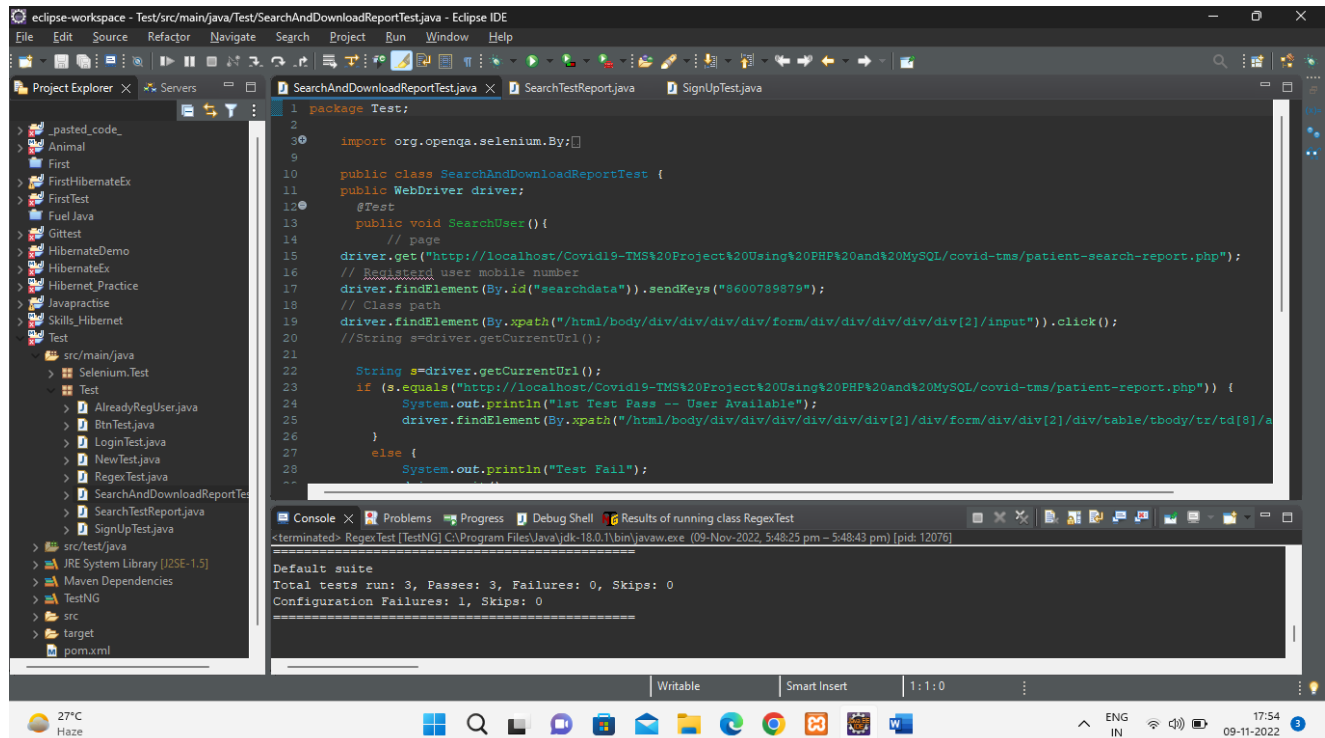 eclipse-workspace - Test/src/main/java/Test/SearchAndDownloadReportTest.java - Eclipse IDE
File Edit Source Refactor Navigate Search Project Run Window Help
Project Explorer Servers
SearchAndDownloadReportTest.java SearchTestReport.java SignUpTest.java
_pasted_code_
Animal
First
FirstHibernateEx
FirstTest
Fuel Java
Gittest
HibernateDemo
HibernateEx
Hibernet_Practice
Javapractise
Skills_Hibernet
Test
src/main/java
Selenium.Test
Test
AlreadyRegUser.java
BtnTest.java
LoginTest.java
NewTest.java
RegexTest.java
SearchAndDownloadReportTes
SearchTestReport.java
SignUpTest.java
src/test/java
JRE System Library [J2SE-1.5]
Maven Dependencies
TestNG
src
target
pom.xml
1 package Test;
2
3 import org.openqa.selenium.By;
9
10 public class SearchAndDownloadReportTest {
11 public WebDriver driver;
12 @Test
13 public void SearchUser(){
14 // page
15 driver.get("http://localhost/Covid19-TMS%20Project%20Using%20PHP%20and%20MySQL/covid-tms/patient-search-report.php");
16 // Registerd user mobile number
17 driver.findElement(By.id("searchdata")).sendKeys("8600789879");
18 // Class path
19 driver.findElement(By.xpath("/html/body/div/div/div/div/form/div/div/div/div/div[2]/input")).click();
20 //String s=driver.getCurrentUrl();
21
22 String s=driver.getCurrentUrl();
23 if (s.equals("http://localhost/Covid19-TMS%20Project%20Using%20PHP%20and%20MySQL/covid-tms/patient-report.php")) {
24 System.out.println("1st Test Pass -- User Available");
25 driver.findElement(By.xpath("/html/body/div/div/div/div/div/div[2]/div/form/div/div[2]/div/table/tbody/tr/td[8]/a
26 }
27 else {
28 System.out.println("Test Fail");
Console Problems Progress Debug Shell Results of running class RegexTest
<terminated> RegexTest [TestNG] C:\Program Files\Java\jdk-18.0.1\bin\javaw.exe (09-Nov-2022, 5:48:25 pm – 5:48:43 pm) [pid: 12076]
===============================================
Default suite
Total tests run: 3, Passes: 3, Failures: 0, Skips: 0
Configuration Failures: 1, Skips: 0
===============================================
Writable Smart Insert 1:1:0
27°C
Haze
ENG
IN
17:54
09-11-2022
3